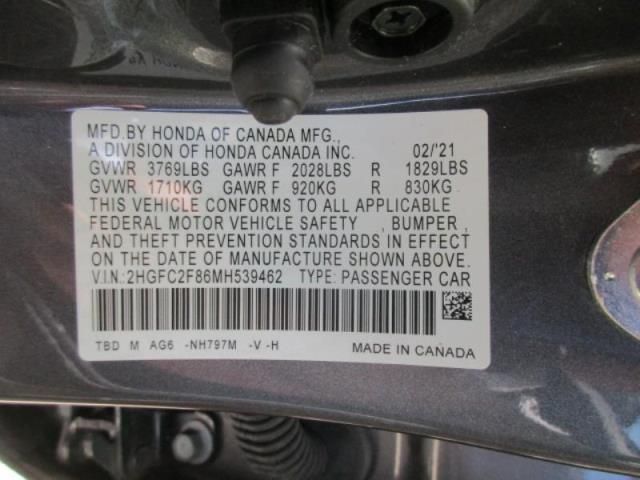 MFD.BY HONDA OF CANADA MFG.,
A DIVISION OF HONDA CANADA INC. 02/'21
GVWR 3769LBS GAWR F 2028LBS R 1829LBS
GVWR 1710KG GAWR F 920KG R 830KG
THIS VEHICLE CONFORMS TO ALL APPLICABLE
FEDERAL MOTOR VEHICLE SAFETY , BUMPER ,
AND THEFT PREVENTION STANDARDS IN EFFECT
ON THE DATE OF MANUFACTURE SHOWN ABOVE.
V.I.N.:2HGFC2F86MH539462 TYPE: PASSENGER CAR
TBD M AG6 -NH797M -V -H
MADE IN CANADA